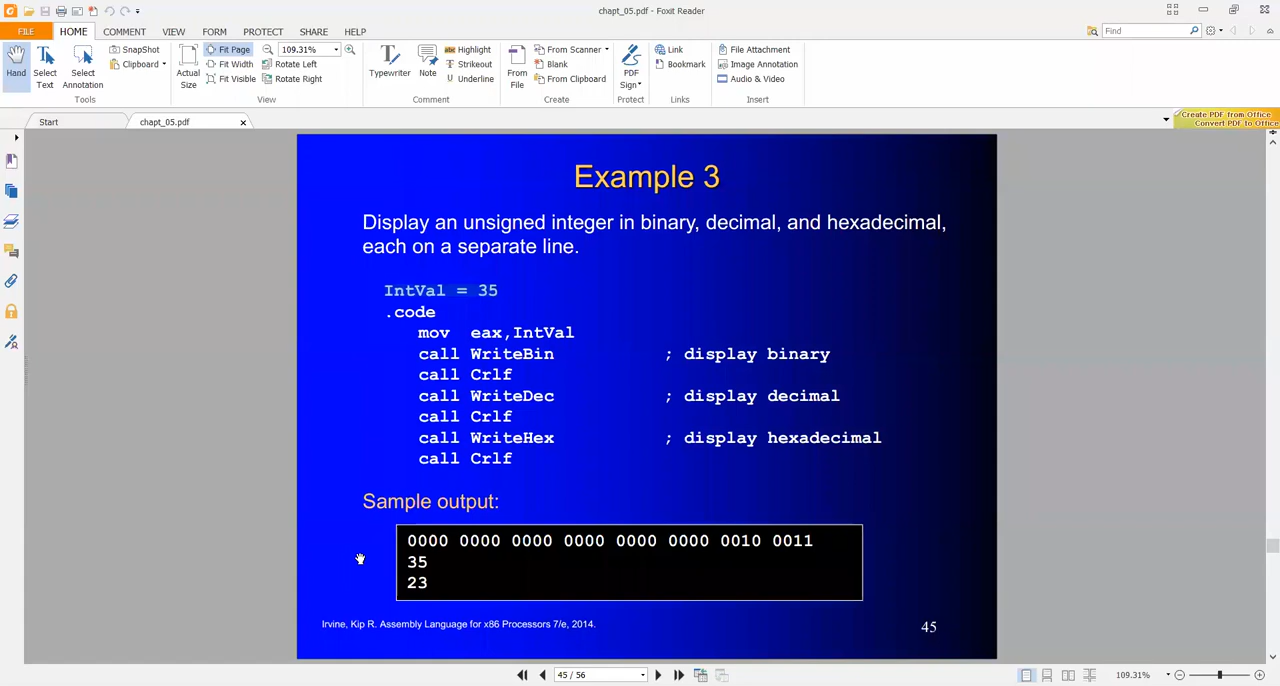 chapt_05.pdf - Foxit Reader
FILE HOME COMMENT VIEW FORM PROTECT SHARE HELP
Find
Hand
Select Text
Select Annotation
SnapShot
Clipboard
Tools
Actual Size
Fit Page
Fit Width
Fit Visible
109.31%
Rotate Left
Rotate Right
View
Typewriter
Note
Highlight
Strikeout
Underline
Comment
From File
From Scanner
Blank
From Clipboard
Create
PDF Sign
Protect
Link
Bookmark
Links
File Attachment
Image Annotation
Audio & Video
Insert
Start
chapt_05.pdf
Create PDF from Office
Convert PDF to Office
Example 3
Display an unsigned integer in binary, decimal, and hexadecimal,
each on a separate line.
IntVal = 35
.code
mov eax,IntVal
call WriteBin ; display binary
call Crlf
call WriteDec ; display decimal
call Crlf
call WriteHex ; display hexadecimal
call Crlf
Sample output:
0000 0000 0000 0000 0000 0000 0010 0011
35
23
Irvine, Kip R. Assembly Language for x86 Processors 7/e, 2014.
45
45 / 56
109.31%